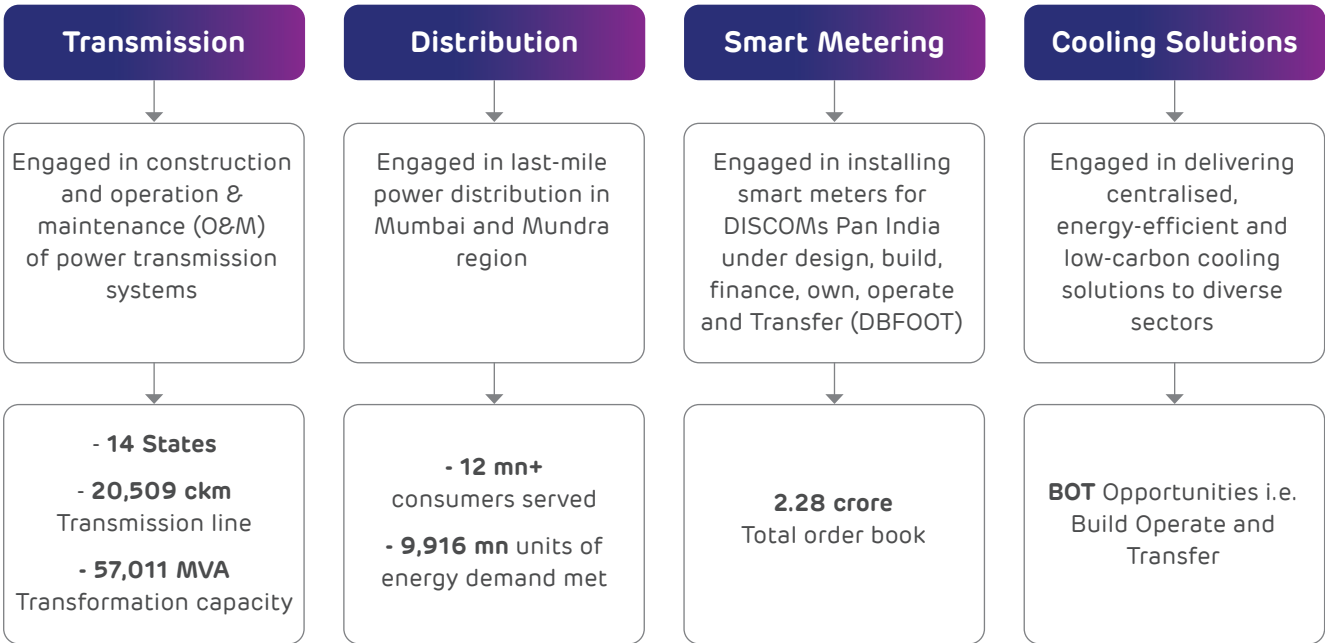 Transmission
Engaged in construction
and operation &
maintenance (O&M)
of power transmission
systems
- 14 States
- 20,509 ckm
Transmission line
- 57,011 MVA
Transformation capacity
Distribution
Engaged in last-mile
power distribution in
Mumbai and Mundra
region
- 12 mn+
consumers served
- 9,916 mn units of
energy demand met
Smart Metering
Engaged in installing
smart meters for
DISCOMs Pan India
under design, build,
finance, own, operate
and Transfer (DBFOOT)
2.28 crore
Total order book
Cooling Solutions
Engaged in delivering
centralised,
energy-efficient and
low-carbon cooling
solutions to diverse
sectors
BOT Opportunities i.e.
Build Operate and
Transfer